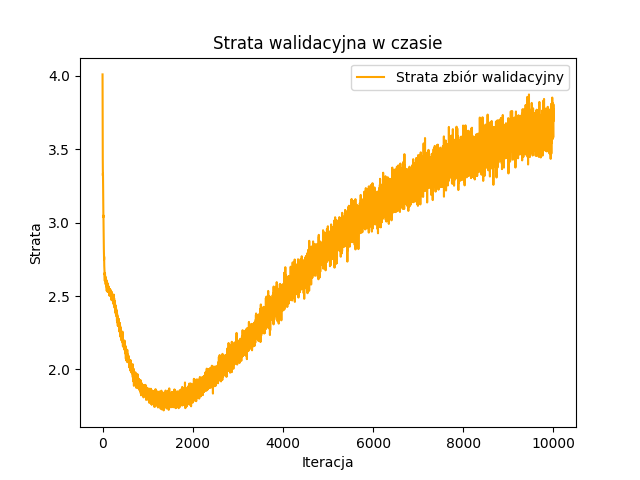 Strata walidacyjna w czasie
Strata zbiór walidacyjny
Strata
4.0
3.5
3.0
2.5
2.0
0
2000
4000
6000
8000
10000
Iteracja